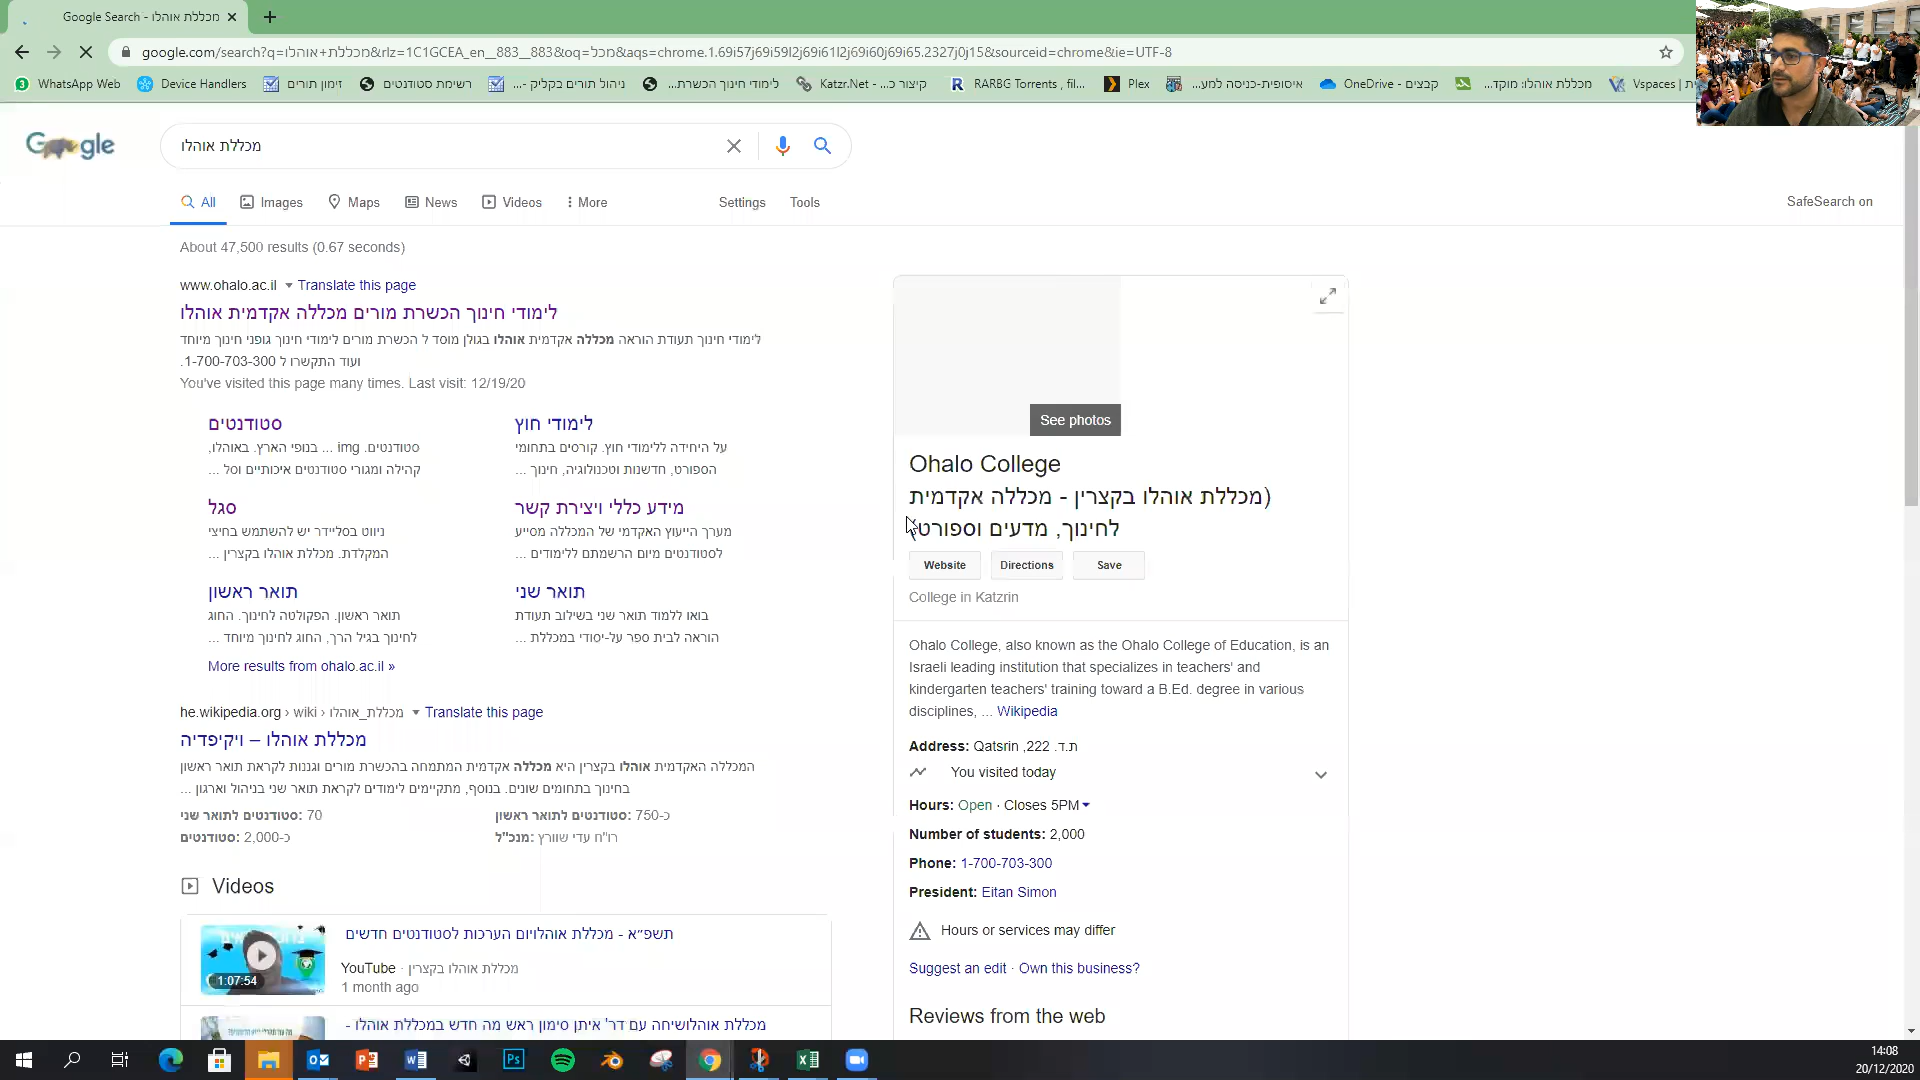 מכללת אוהלו - Google Search
google.com/search?q=מכללת+אוהלו&rlz=1C1GCEA_en__883__883&oq=מכל&aqs=chrome.1.69i57j69i59l2j69i61l2j69i60j69i65.2327j0j15&sourceid=chrome&ie=UTF-8
WhatsApp Web
Device Handlers
זימון תורים
רשימת סטודנטים
ניהול תורים בקליק -...
לימודי חינוך הכשרת...
Katzr.Net - קיצור כ...
RARBG Torrents , fil...
Plex
איסופית-כניסה למע...
OneDrive - קבצים
מכללת אוהלו: מוקד...
Vspaces |
Google
מכללת אוהלו
All
Images
Maps
News
Videos
More
Settings
Tools
SafeSearch on
About 47,500 results (0.67 seconds)
www.ohalo.ac.il Translate this page
לימודי חינוך הכשרת מורים מכללה אקדמית אוהלו
לימודי חינוך תעודת הוראה מכללה אקדמית אוהלו בגולן מוסד ל הכשרת מורים לימודי חינוך גופני חינוך מיוחד
ועוד התקשרו ל 1-700-703-300.
You've visited this page many times. Last visit: 12/19/20
סטודנטים
סטודנטים. img ... בנופי הארץ. באוהלו,
קהילה ומגורי סטודנטים איכותיים וסל ...
לימודי חוץ
על היחידה ללימודי חוץ. קורסים בתחומי
הספורט, חדשנות וטכנולוגיה, חינוך ...
סגל
ניווט בסליידר יש להשתמש בחיצי
המקלדת. מכללת אוהלו בקצרין ...
מידע כללי ויצירת קשר
מערך הייעוץ האקדמי של המכללה מסייע
לסטודנטים מיום הרשמתם ללימודים ...
תואר ראשון
תואר ראשון. הפקולטה לחינוך. החוג
לחינוך בגיל הרך, החוג לחינוך מיוחד ...
תואר שני
בואו ללמוד תואר שני בשילוב תעודת
הוראה לבית ספר על-יסודי במכללת ...
More results from ohalo.ac.il »
he.wikipedia.org › wiki › מכללת_אוהלו Translate this page
מכללת אוהלו – ויקיפדיה
המכללה האקדמית אוהלו בקצרין היא מכללה אקדמית המתמחה בהכשרת מורים וגננות לקראת תואר ראשון
בחינוך בתחומים שונים. בנוסף, מתקיימים לימודים לקראת תואר שני בניהול וארגון ...
סטודנטים לתואר שני: 70
סטודנטים לתואר ראשון: כ-750
סטודנטים: כ-2,000
מנכ"ל: רו"ח עדי שוורץ
Videos
תשפ״א - מכללת אוהלויום הערכות לסטודנטים חדשים
1:07:54
YouTube · מכללת אוהלו בקצרין
1 month ago
מכללת אוהלושיחה עם דר' איתן סימון ראש מה חדש במכללת אוהלו -
See photos
Ohalo College
(מכללת אוהלו בקצרין - מכללה אקדמית
לחינוך, מדעים וספורט
Website
Directions
Save
College in Katzrin
Ohalo College, also known as the Ohalo College of Education, is an
Israeli leading institution that specializes in teachers' and
kindergarten teachers' training toward a B.Ed. degree in various
disciplines, ... Wikipedia
Address: Qatsrin ,222 .ת.ד
You visited today
Hours: Open · Closes 5PM
Number of students: 2,000
Phone: 1-700-703-300
President: Eitan Simon
Hours or services may differ
Suggest an edit · Own this business?
Reviews from the web
14:08
20/12/2020